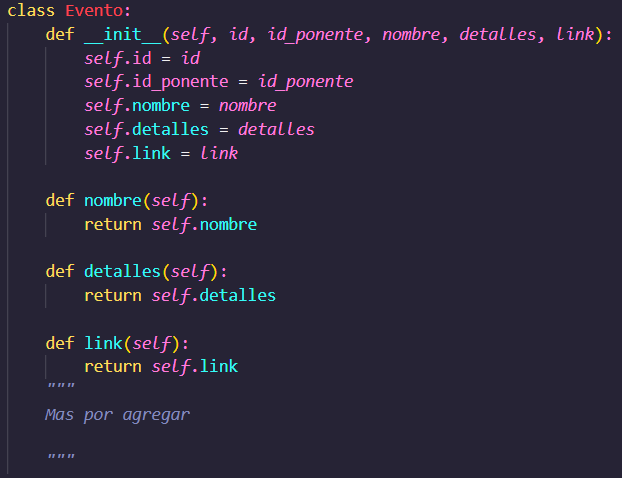 class Evento:
    def __init__(self, id, id_ponente, nombre, detalles, link):
        self.id = id
        self.id_ponente = id_ponente
        self.nombre = nombre
        self.detalles = detalles
        self.link = link

    def nombre(self):
        return self.nombre

    def detalles(self):
        return self.detalles

    def link(self):
        return self.link
    """
    Mas por agregar

    """